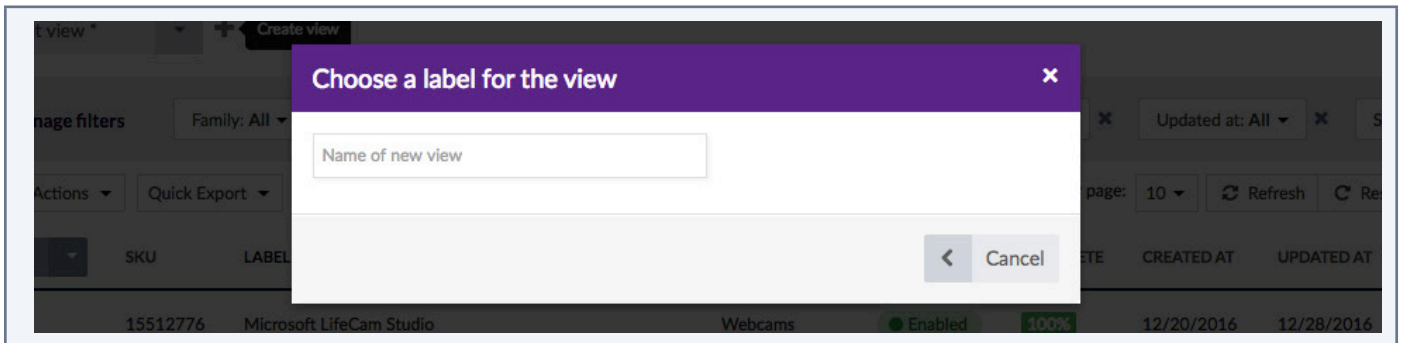 t view *
Create view
Choose a label for the view
nage filters
Family: All
Updated at: All
S
Name of new view
Actions
Quick Export
page:
10
Refresh
Re
SKU
LABEL
Cancel
ETE
CREATED AT
UPDATED AT
15512776
Microsoft LifeCam Studio
Webcams
Enabled
100%
12/20/2016
12/28/2016